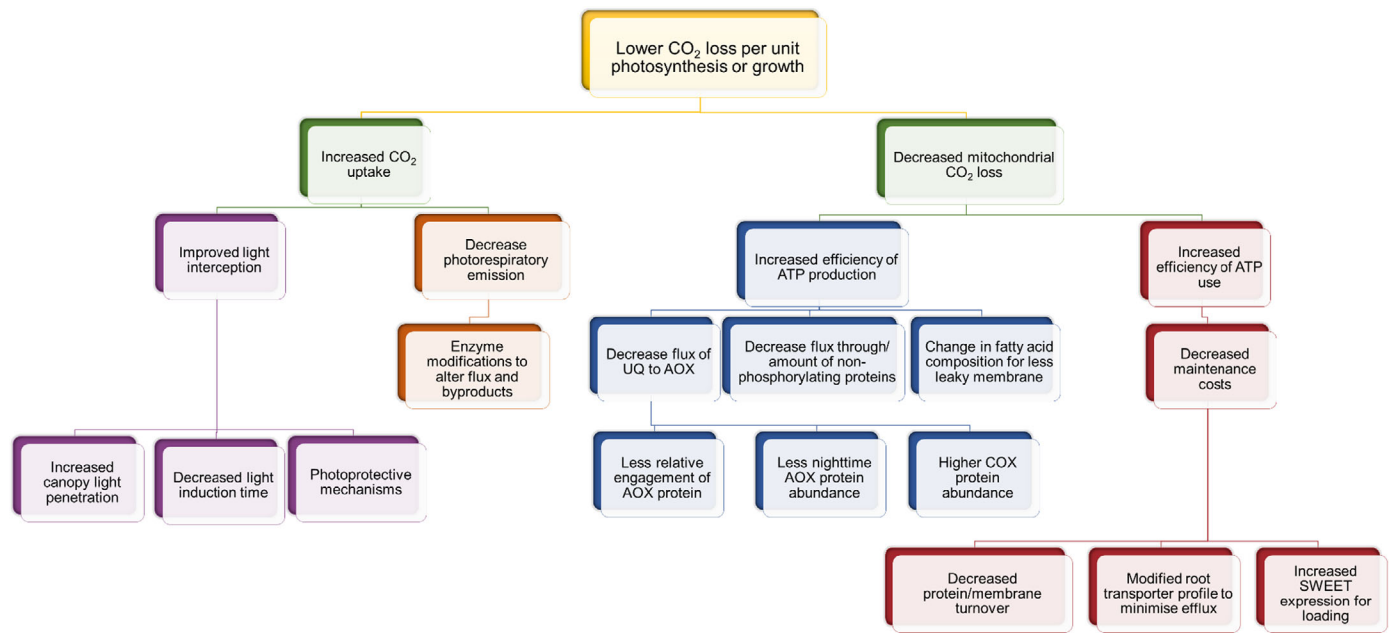 Lower CO₂ loss per unit
photosynthesis or growth
Increased CO₂
uptake
Decreased mitochondrial
CO₂ loss
Improved light
interception
Decrease
photorespiratory
emission
Increased efficiency of
ATP production
Increased
efficiency of ATP
use
Enzyme
modifications to
alter flux and
byproducts
Decrease flux of
UQ to AOX
Decrease flux through/
amount of non-
phosphorylating proteins
Change in fatty acid
composition for less
leaky membrane
Decreased
maintenance
costs
Increased
canopy light
penetration
Decreased light
induction time
Photoprotective
mechanisms
Less relative
engagement of
AOX protein
Less nighttime
AOX protein
abundance
Higher COX
protein
abundance
Decreased
protein/membrane
turnover
Modified root
transporter profile to
minimise efflux
Increased
SWEET
expression for
loading